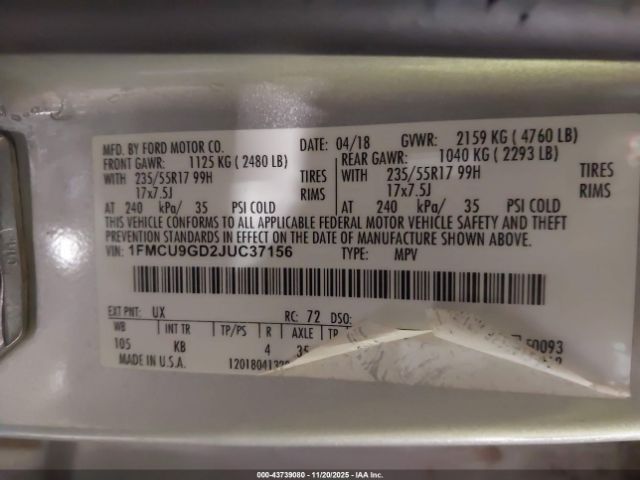 MFD. BY FORD MOTOR CO. DATE: 04/18 GVWR: 2159 KG ( 4760 LB)
FRONT GAWR: 1125 KG ( 2480 LB) REAR GAWR: 1040 KG ( 2293 LB)
WITH 235/55R17 99H TIRES WITH 235/55R17 99H TIRES
17x7.5J RIMS 17x7.5J RIMS
AT 240 kPa/ 35 PSI COLD AT 240 kPa/ 35 PSI COLD
THIS VEHICLE CONFORMS TO ALL APPLICABLE FEDERAL MOTOR VEHICLE SAFETY AND THEFT
PREVENTION STANDARDS IN EFFECT ON THE DATE OF MANUFACTURE SHOWN ABOVE.
VIN: 1FMCU9GD2JUC37156 TYPE: MPV
EXT PNT: UX RC: 72 DSO:
WB INT TR TP/PS R AXLE TR
105 KB 4 35 50093
MADE IN U.S.A.
000-43739080 - 11/20/2025 - IAA Inc.